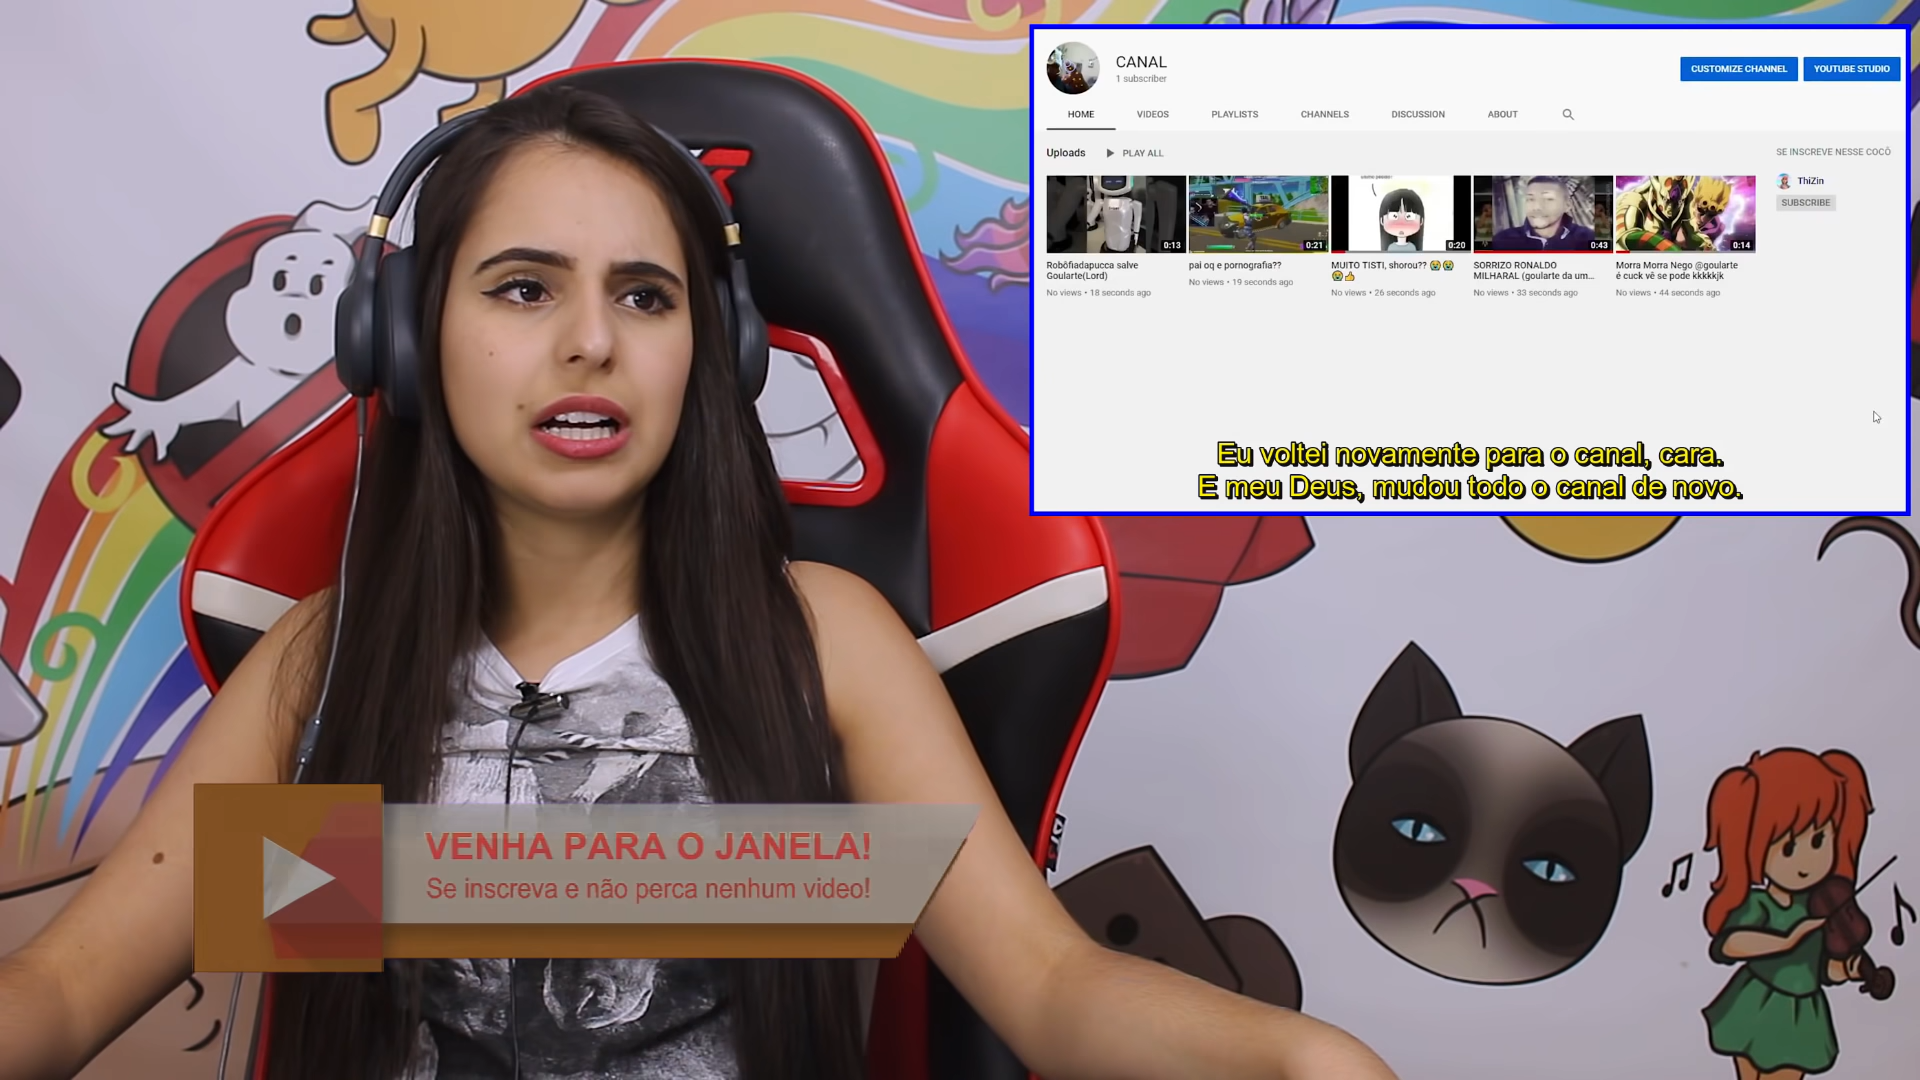 CANAL
1 subscriber
CUSTOMIZE CHANNEL
YOUTUBE STUDIO
HOME
VIDEOS
PLAYLISTS
CHANNELS
DISCUSSION
ABOUT
Uploads
PLAY ALL
SE INSCREVE NESSE COCÔ
ThiZin
SUBSCRIBE
0:13
0:21
0:20
0:43
0:14
Robôfiadapucca salve
Goularte(Lord)
No views • 18 seconds ago
pai oq e pornografia??
No views • 19 seconds ago
MUITO TISTI, shorou?? 😭😭
😭👍
No views • 26 seconds ago
SORRIZO RONALDO
MILHARAL (goularte da um...
No views • 33 seconds ago
Morra Morra Nego @goularte
é cuck vê se pode kkkkkjk
No views • 44 seconds ago
Eu voltei novamente para o canal, cara.
E meu Deus, mudou todo o canal de novo.
VENHA PARA O JANELA!
Se inscreva e não perca nenhum video!